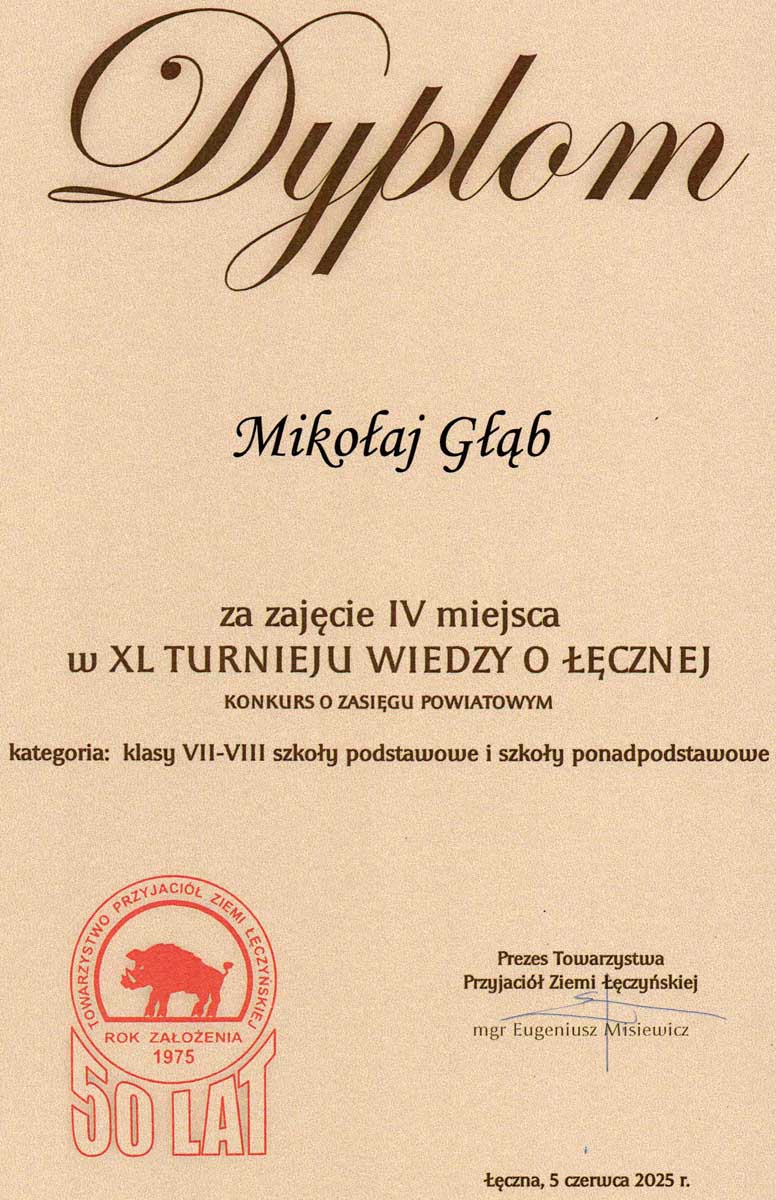 Dyplom
Mikołaj Głąb
za zajęcie IV miejsca
w XL TURNIEJU WIEDZY O ŁĘCZNEJ
KONKURS O ZASIĘGU POWIATOWYM
kategoria: klasy VII-VIII szkoły podstawowe i szkoły ponadpodstawowe
TOWARZYSTWO PRZYJACIÓŁ ZIEMI ŁĘCZYŃSKIEJ
ROK ZAŁOŻENIA
1975
50 LAT
Prezes Towarzystwa
Przyjaciół Ziemi Łęczyńskiej
mgr Eugeniusz Misiewicz
Łęczna, 5 czerwca 2025 r.